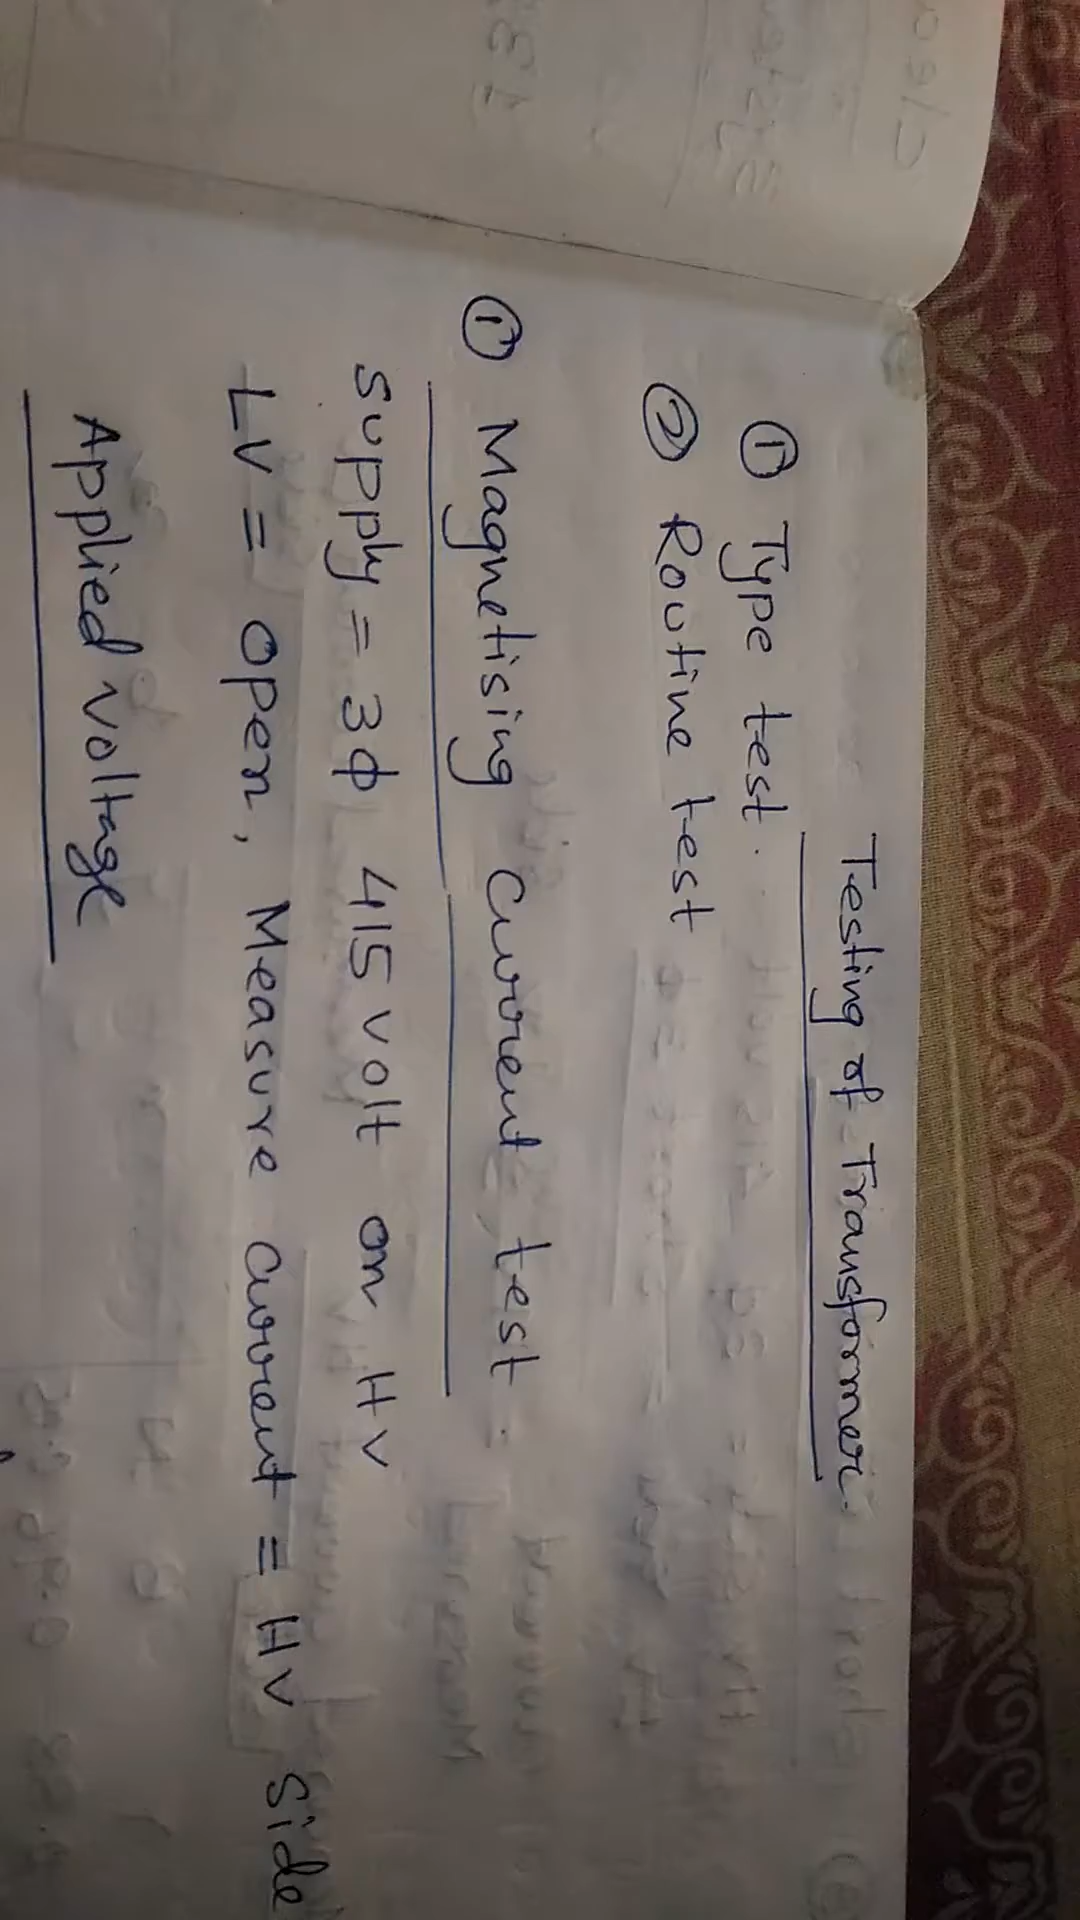 Testing of Transformer.
① Type test.
② Routine test
① Magnetising Current test.
supply = 3Φ 415 volt on HV
LV = open, Measure Current = HV side
Applied voltage